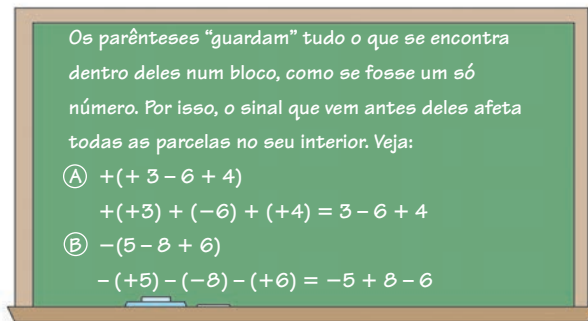 Os parênteses “guardam” tudo o que se encontra
dentro deles num bloco, como se fosse um só
número. Por isso, o sinal que vem antes deles afeta
todas as parcelas no seu interior. Veja:
Ⓐ +(+ 3 – 6 + 4)
+(+3) + (–6) + (+4) = 3 – 6 + 4
Ⓑ –(5 – 8 + 6)
– (+5) – (–8) – (+6) = –5 + 8 – 6